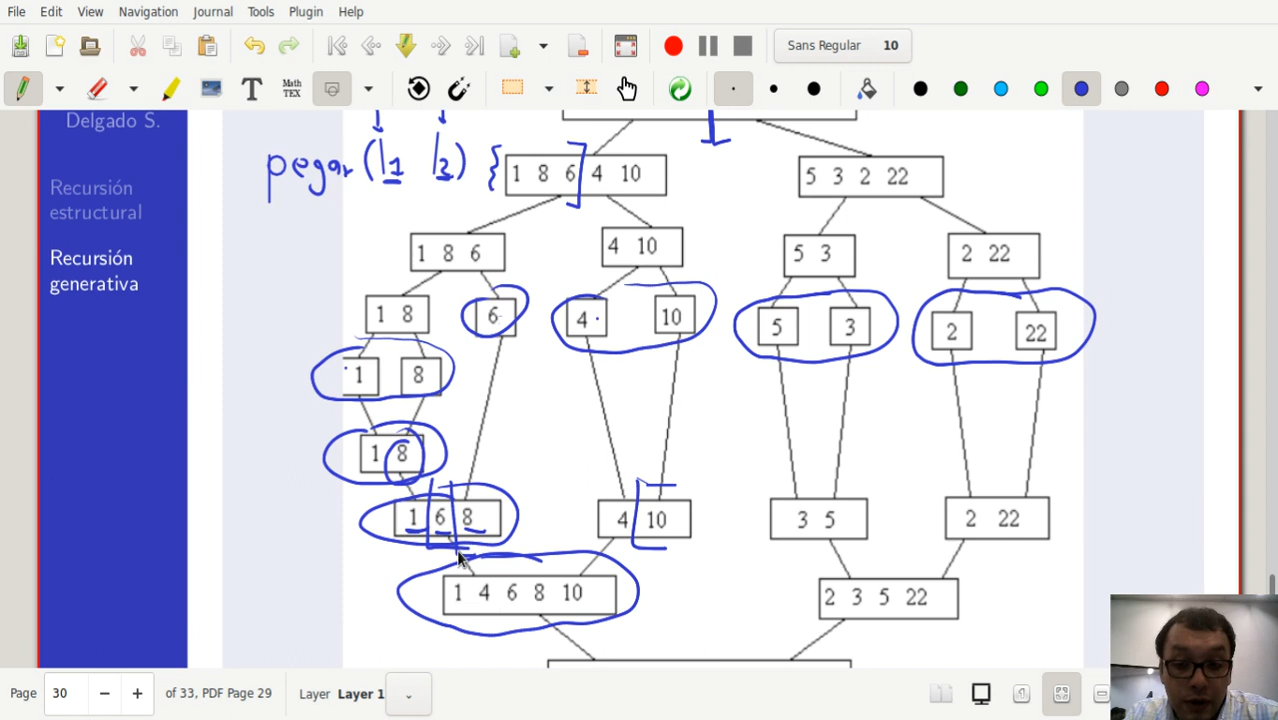 File Edit View Navigation Journal Tools Plugin Help
Sans Regular 10
Math
TEX
Delgado S.
Recursión
estructural
Recursión
generativa
pegar (l1 l2) {
1 8 6 4 10
5 3 2 22
1 8 6
4 10
5 3
2 22
1 8
6
4
10
5
3
2
22
1
8
1 8
1 6 8
4 10
3 5
2 22
1 4 6 8 10
2 3 5 22
Page 30 of 33, PDF Page 29 Layer Layer 1